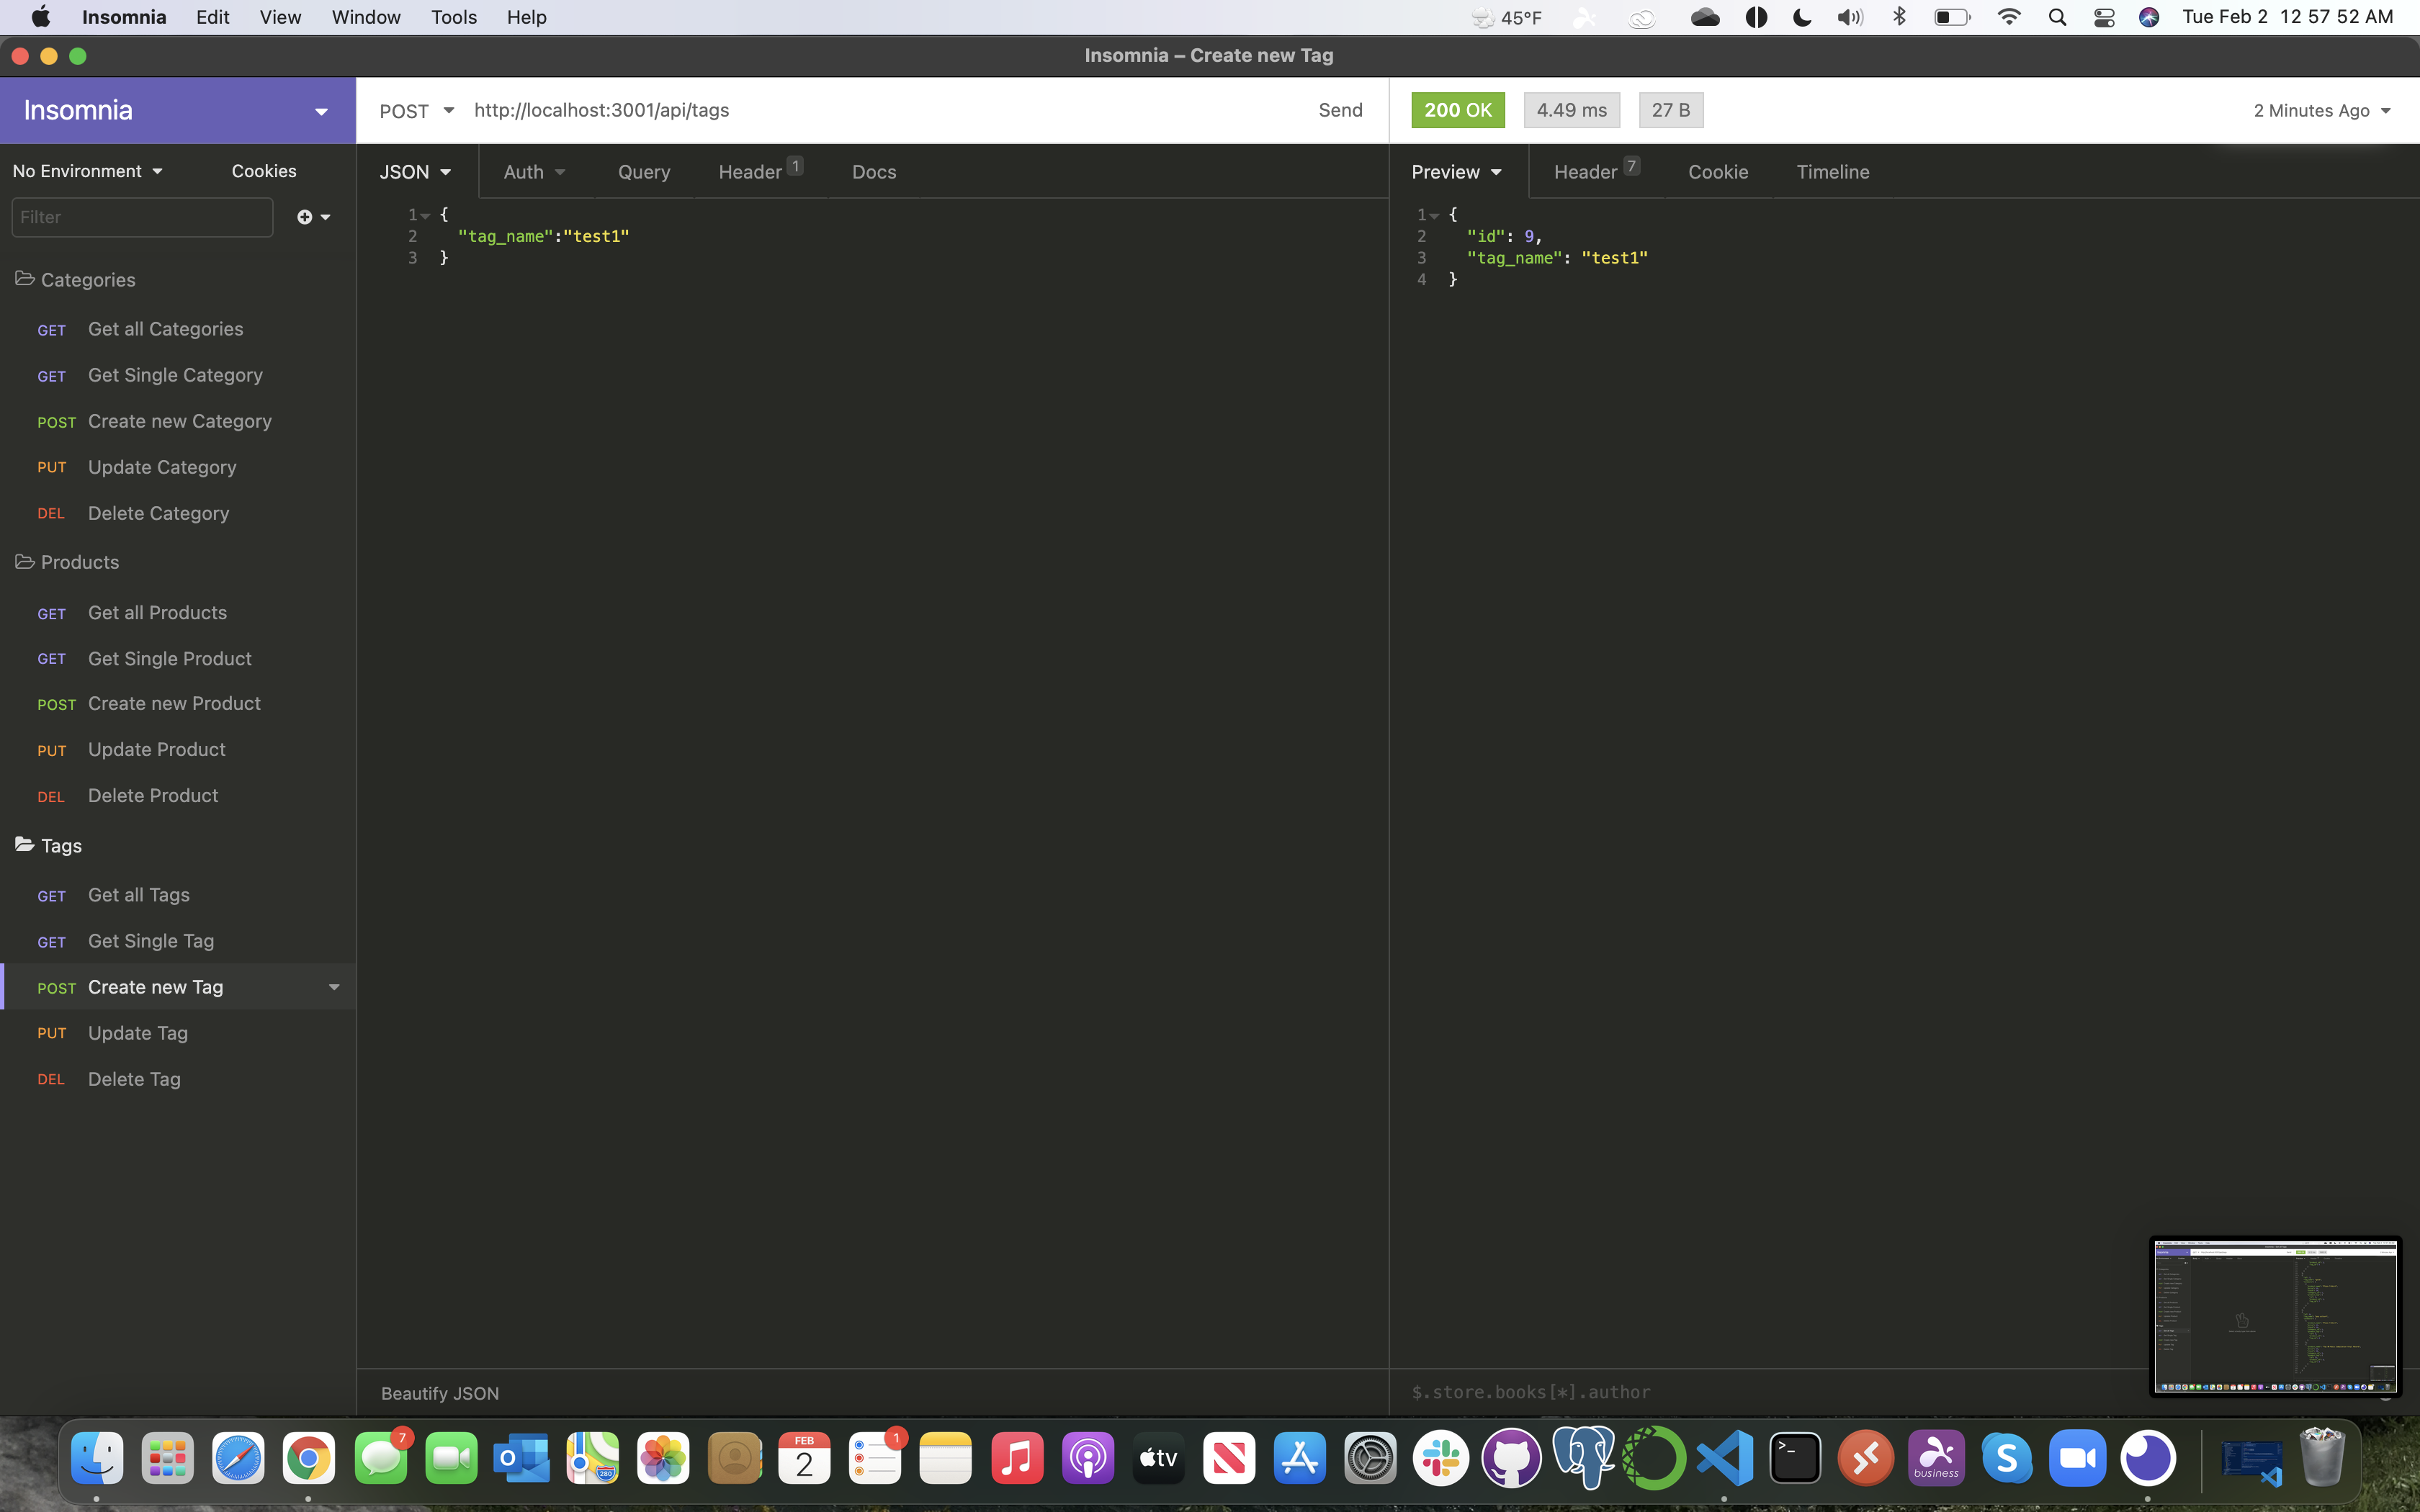 Insomnia Edit View Window Tools Help 45°F Tue Feb 2 12 57 52 AM
Insomnia – Create new Tag
Insomnia POST http://localhost:3001/api/tags Send 200 OK 4.49 ms 27 B 2 Minutes Ago
No Environment Cookies JSON Auth Query Header 1 Docs Preview Header 7 Cookie Timeline
Filter
1 {
2 "tag_name":"test1"
3 }
1 {
2 "id": 9,
3 "tag_name": "test1"
4 }
Categories
GET Get all Categories
GET Get Single Category
POST Create new Category
PUT Update Category
DEL Delete Category
Products
GET Get all Products
GET Get Single Product
POST Create new Product
PUT Update Product
DEL Delete Product
Tags
GET Get all Tags
GET Get Single Tag
POST Create new Tag
PUT Update Tag
DEL Delete Tag
Beautify JSON $.store.books[*].author
7 280 FEB 2 1 tv business